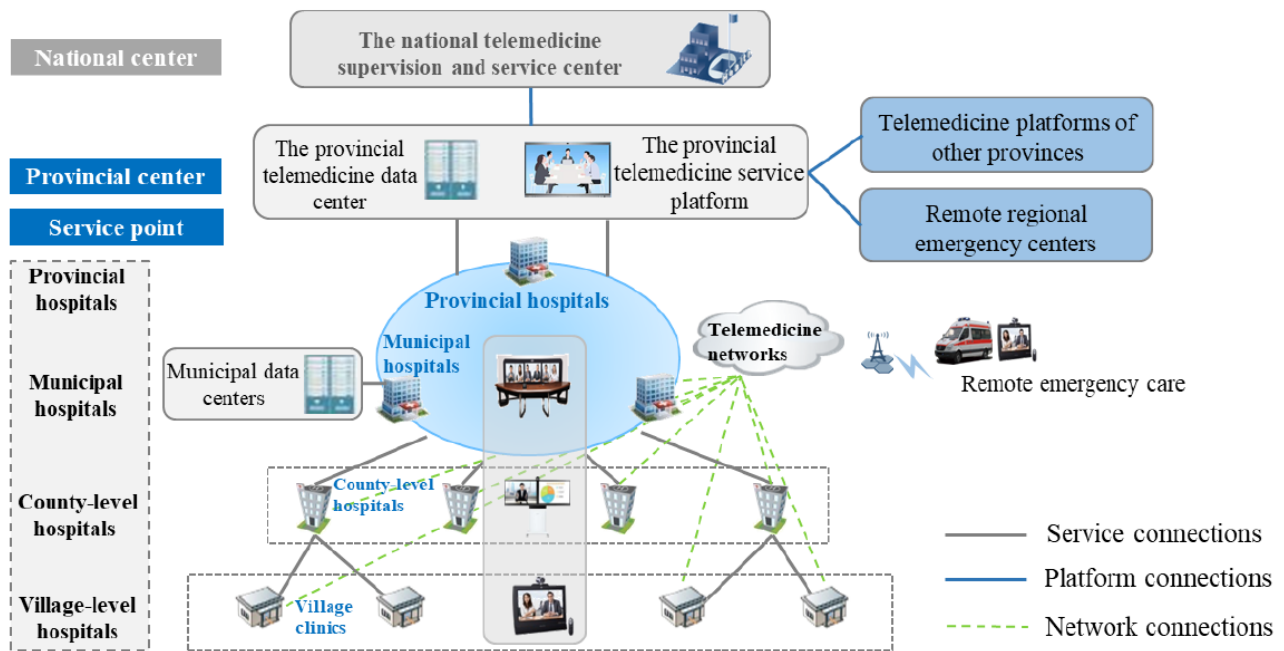 National center
The national telemedicine
supervision and service center
Provincial center
The provincial
telemedicine data
center
The provincial
telemedicine service
platform
Telemedicine platforms of
other provinces
Service point
Remote regional
emergency centers
Provincial
hospitals
Provincial hospitals
Municipal
hospitals
Municipal data
centers
Municipal
hospitals
Telemedicine
networks
Remote emergency care
County-level
hospitals
County-level
hospitals
Village-level
hospitals
Village
clinics
Service connections
Platform connections
Network connections